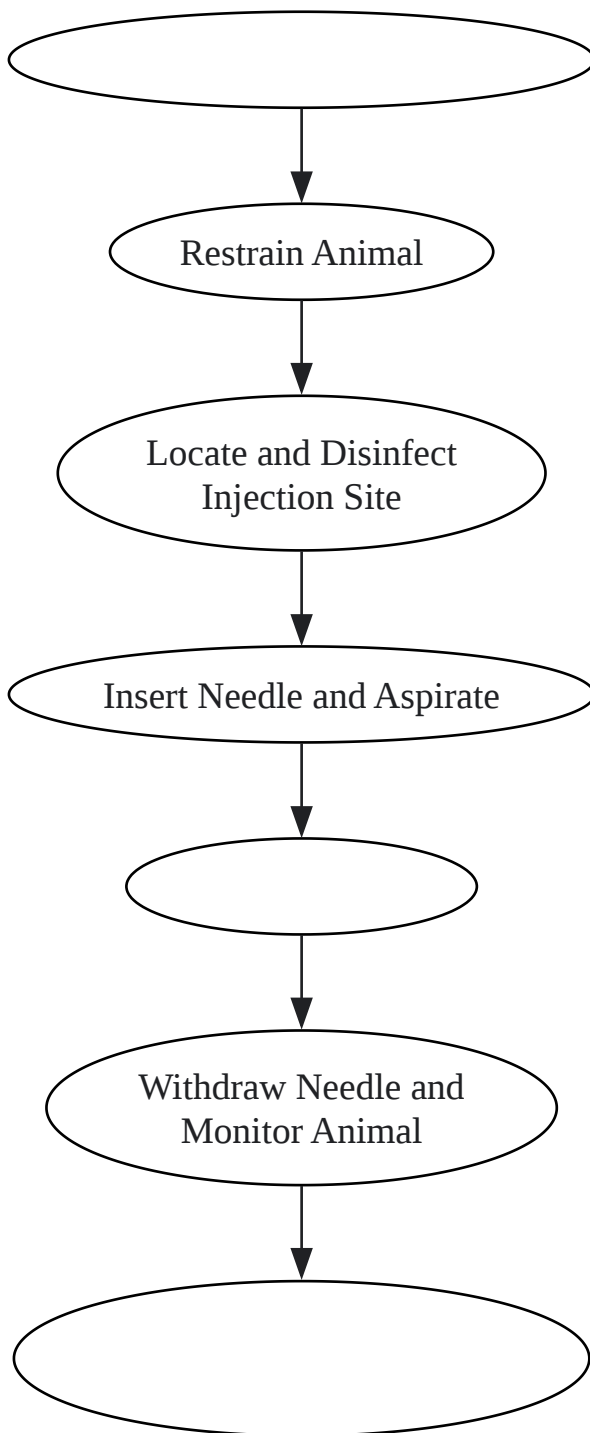 Restrain Animal
Locate and Disinfect
Injection Site
Insert Needle and Aspirate
Withdraw Needle and
Monitor Animal